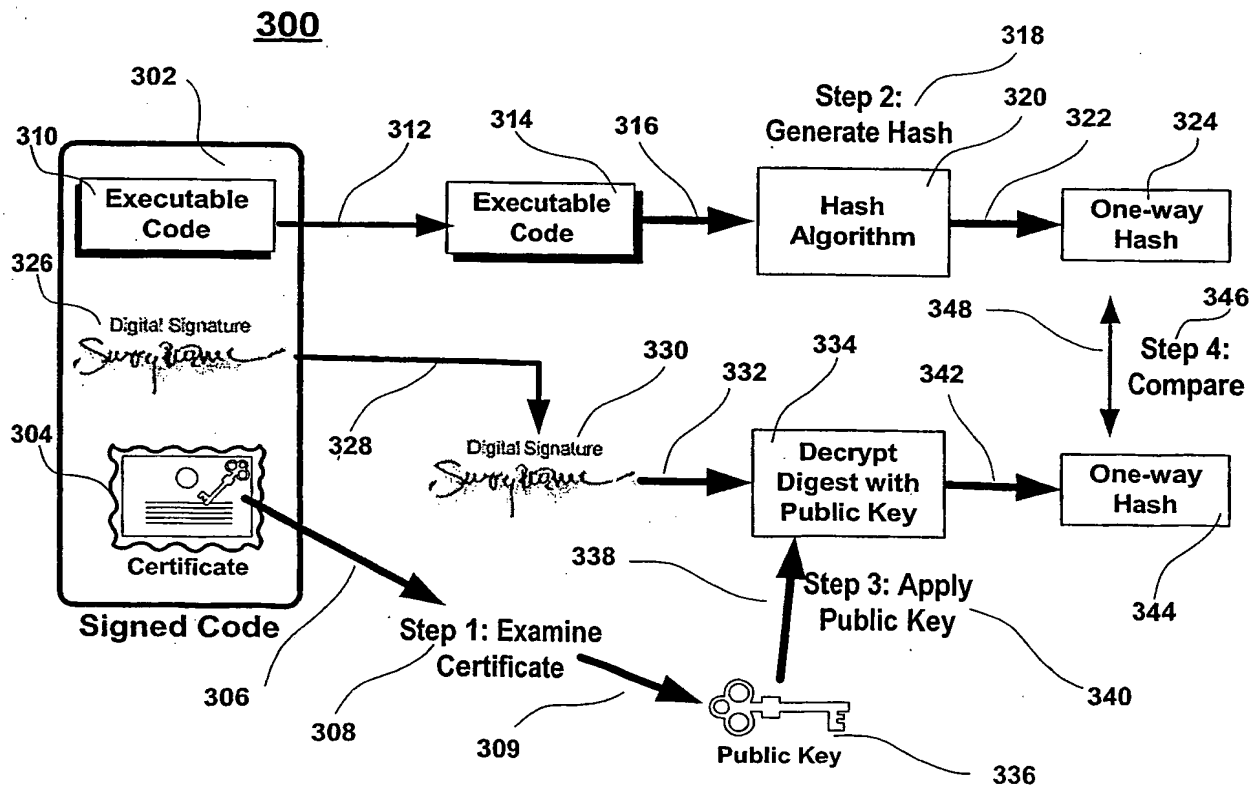 300
302
310
Executable
Code
312
314
Executable
Code
316
318
Step 2:
Generate Hash
320
Hash
Algorithm
322
324
One-way
Hash
326
Digital Signature
328
330
Digital Signature
332
334
Decrypt
Digest with
Public Key
342
348
346
Step 4:
Compare
One-way
Hash
344
304
Certificate
Signed Code
306
Step 1: Examine
Certificate
308
309
338
Step 3: Apply
Public Key
340
Public Key
336